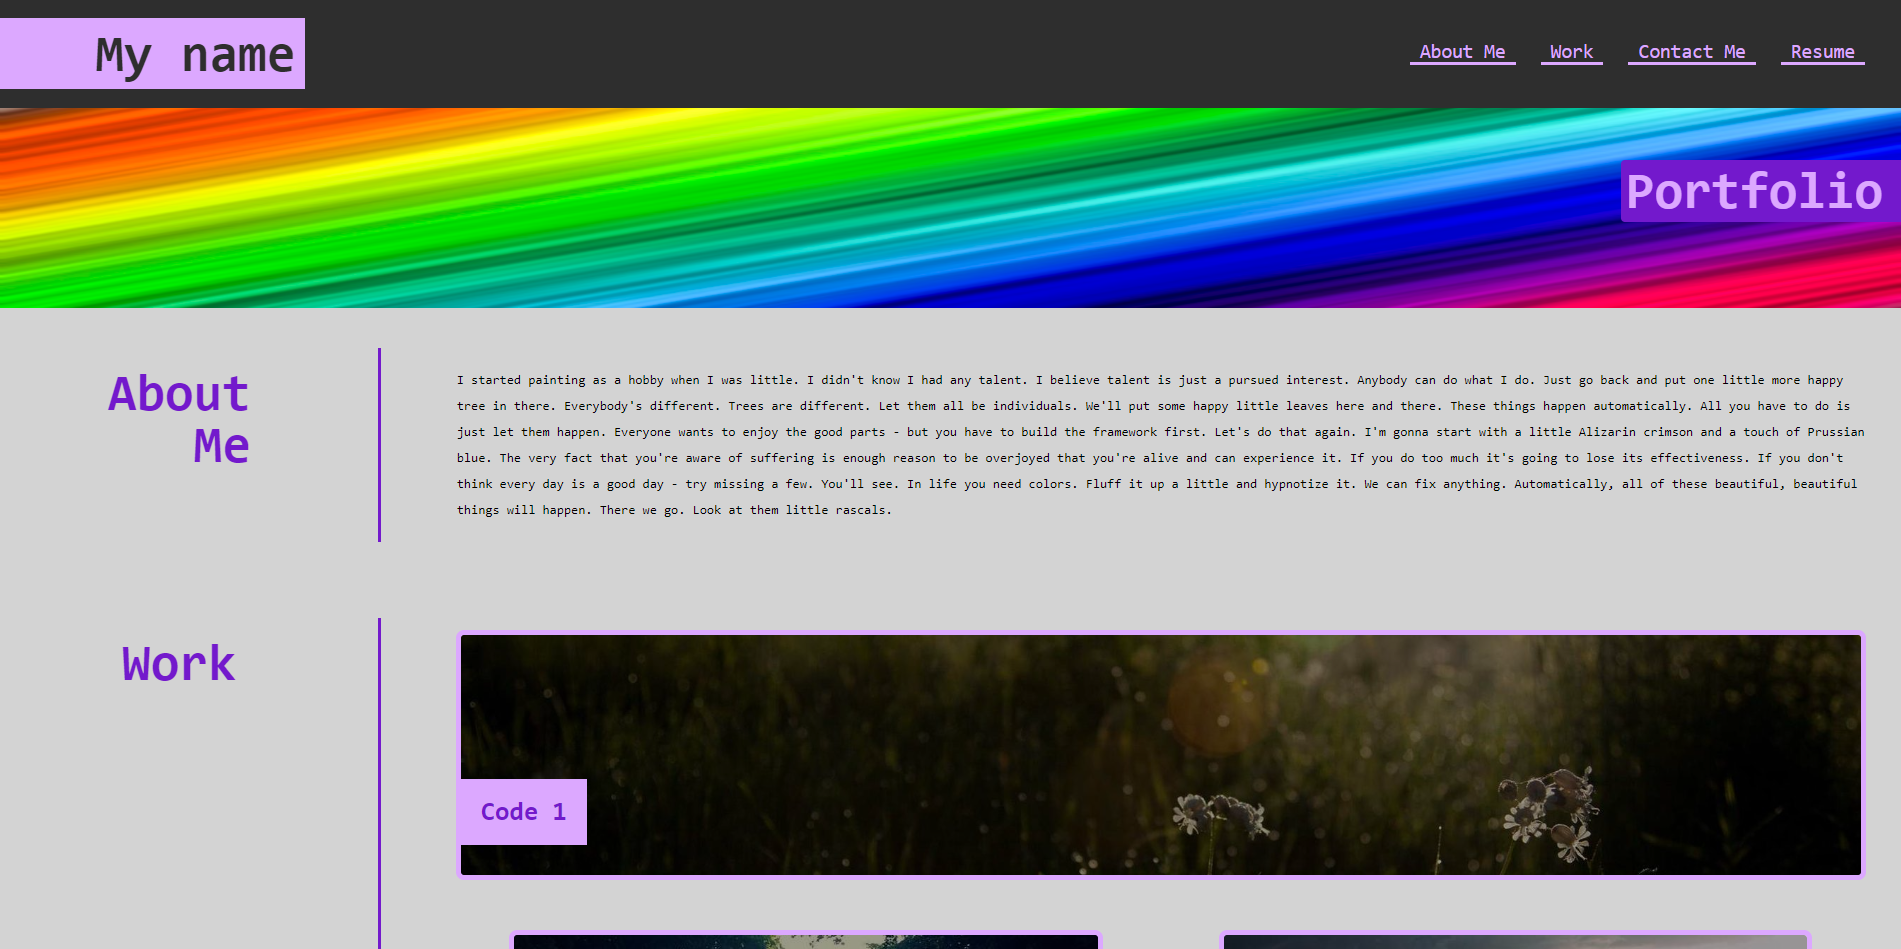 My name
About Me Work Contact Me Resume
Portfolio
About
Me
I started painting as a hobby when I was little. I didn't know I had any talent. I believe talent is just a pursued interest. Anybody can do what I do. Just go back and put one little more happy
tree in there. Everybody's different. Trees are different. Let them all be individuals. We'll put some happy little leaves here and there. These things happen automatically. All you have to do is
just let them happen. Everyone wants to enjoy the good parts - but you have to build the framework first. Let's do that again. I'm gonna start with a little Alizarin crimson and a touch of Prussian
blue. The very fact that you're aware of suffering is enough reason to be overjoyed that you're alive and can experience it. If you do too much it's going to lose its effectiveness. If you don't
think every day is a good day - try missing a few. You'll see. In life you need colors. Fluff it up a little and hypnotize it. We can fix anything. Automatically, all of these beautiful, beautiful
things will happen. There we go. Look at them little rascals.
Work
Code 1